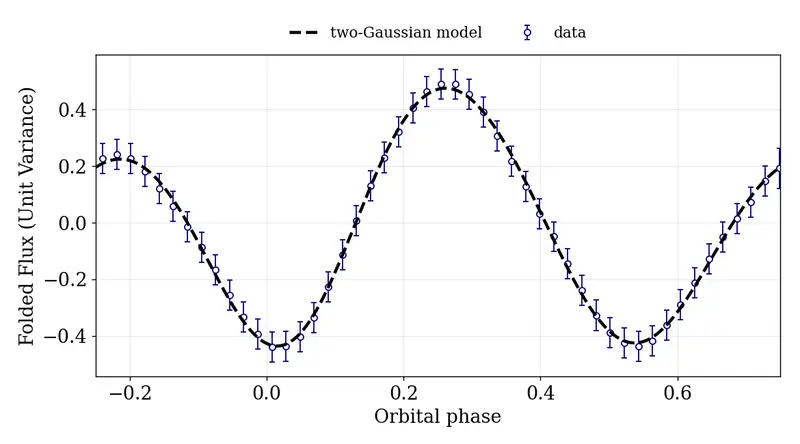 two-Gaussian model
data
Folded Flux (Unit Variance)
0.4
0.2
0.0
−0.2
−0.4
−0.2 0.0 0.2 0.4 0.6
Orbital phase